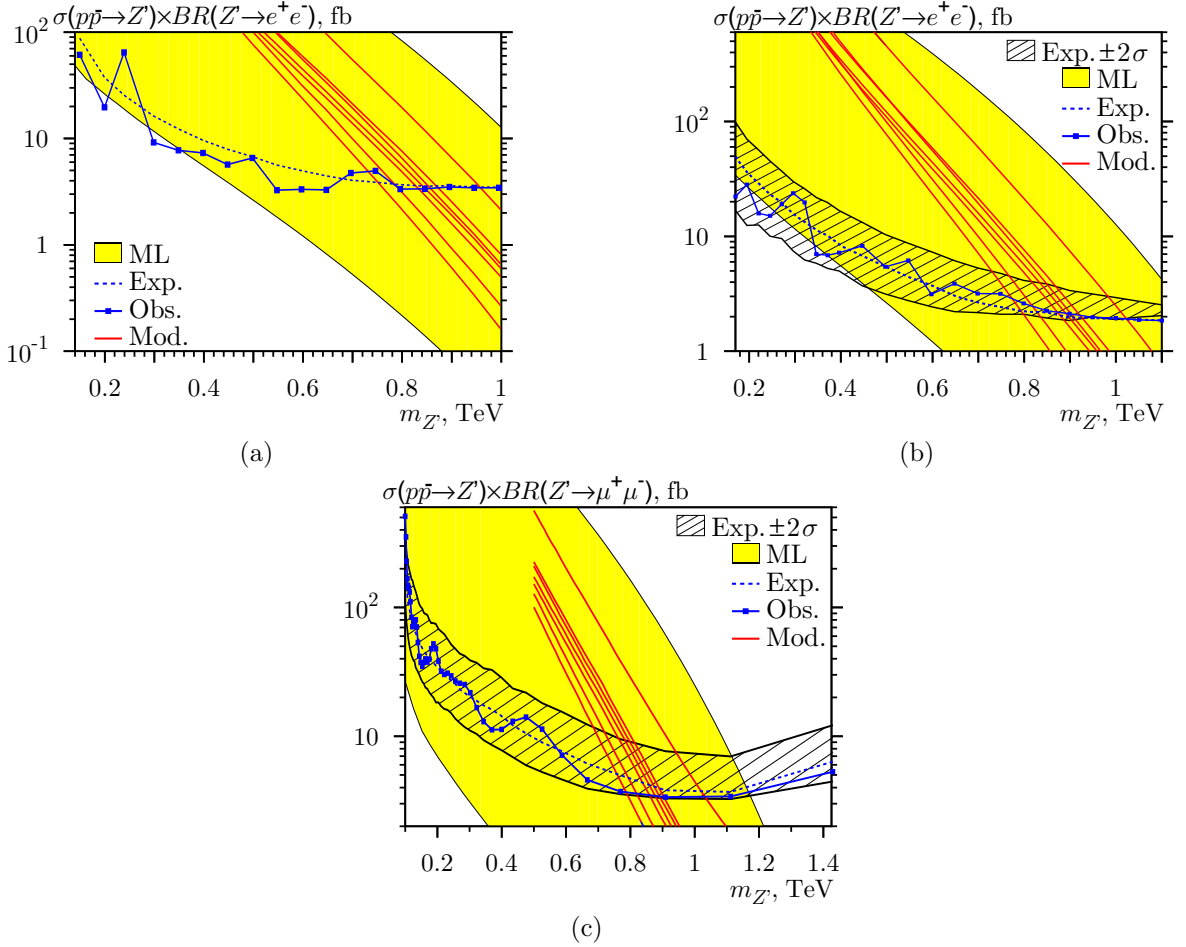 σ(pp̄→Z')×BR(Z'→e⁺e⁻), fb
10²
10
1
10⁻¹
ML
Exp.
Obs.
Mod.
0.2 0.4 0.6 0.8 1
m_Z', TeV
(a)
σ(pp̄→Z')×BR(Z'→e⁺e⁻), fb
10²
10
1
Exp.±2σ
ML
Exp.
Obs.
Mod.
0.2 0.4 0.6 0.8 1
m_Z', TeV
(b)
σ(pp̄→Z')×BR(Z'→μ⁺μ⁻), fb
10²
10
Exp.±2σ
ML
Exp.
Obs.
Mod.
0.2 0.4 0.6 0.8 1 1.2 1.4
m_Z', TeV
(c)